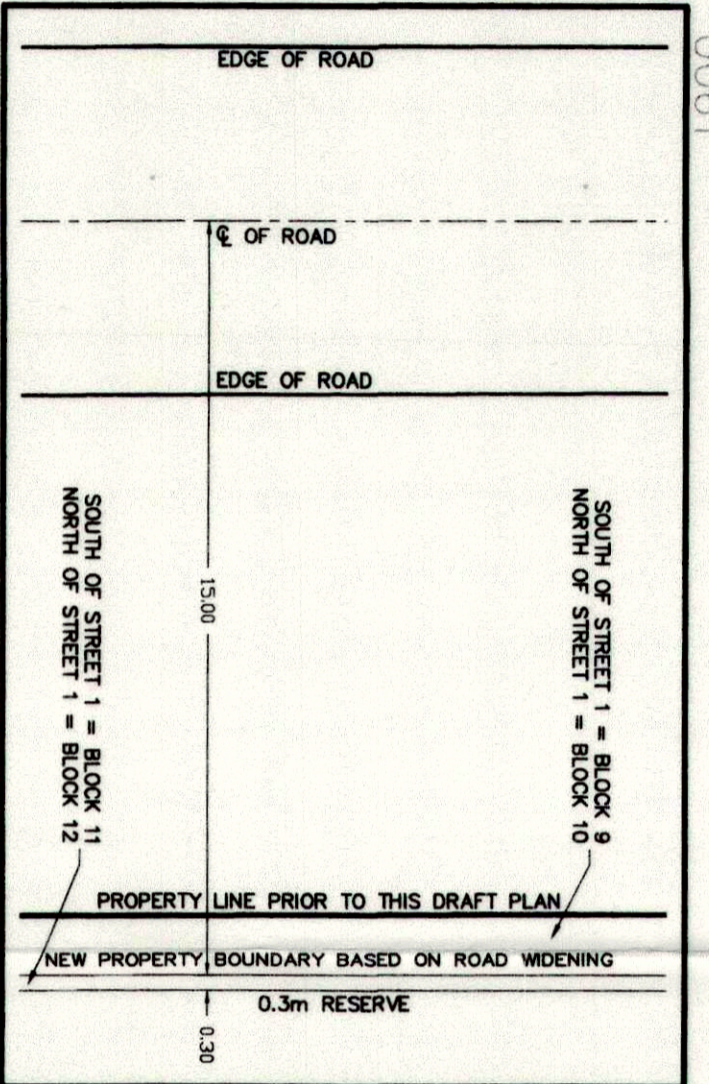 EDGE OF ROAD
℄ OF ROAD
EDGE OF ROAD
15.00
SOUTH OF STREET 1 = BLOCK 11
NORTH OF STREET 1 = BLOCK 12
SOUTH OF STREET 1 = BLOCK 9
NORTH OF STREET 1 = BLOCK 10
PROPERTY LINE PRIOR TO THIS DRAFT PLAN
NEW PROPERTY BOUNDARY BASED ON ROAD WIDENING
0.3m RESERVE
0.30